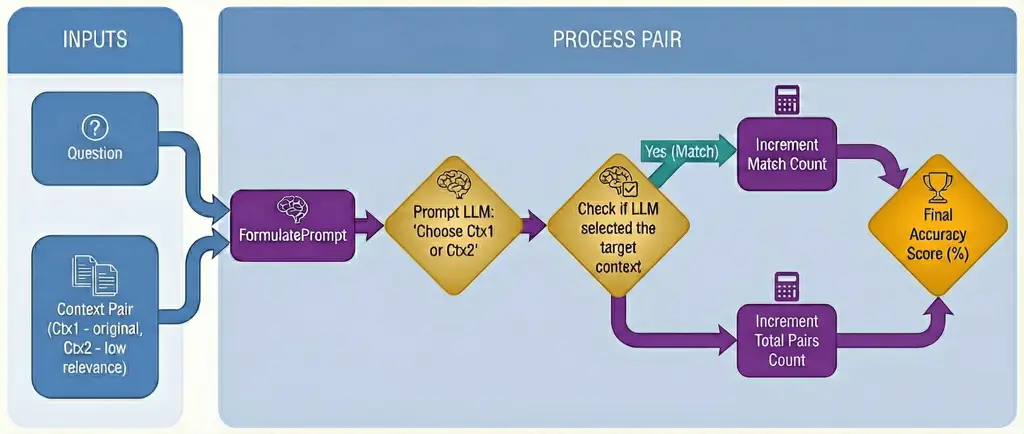 INPUTS
PROCESS PAIR
?
Question
Context Pair
(Ctx1 - original,
Ctx2 - low
relevance)
FormulatePrompt
Prompt LLM:
'Choose Ctx1
or Ctx2'
Check if LLM
selected the
target
context
Yes (Match)
Increment
Match Count
Increment
Total Pairs
Count
Final
Accuracy
Score (%)